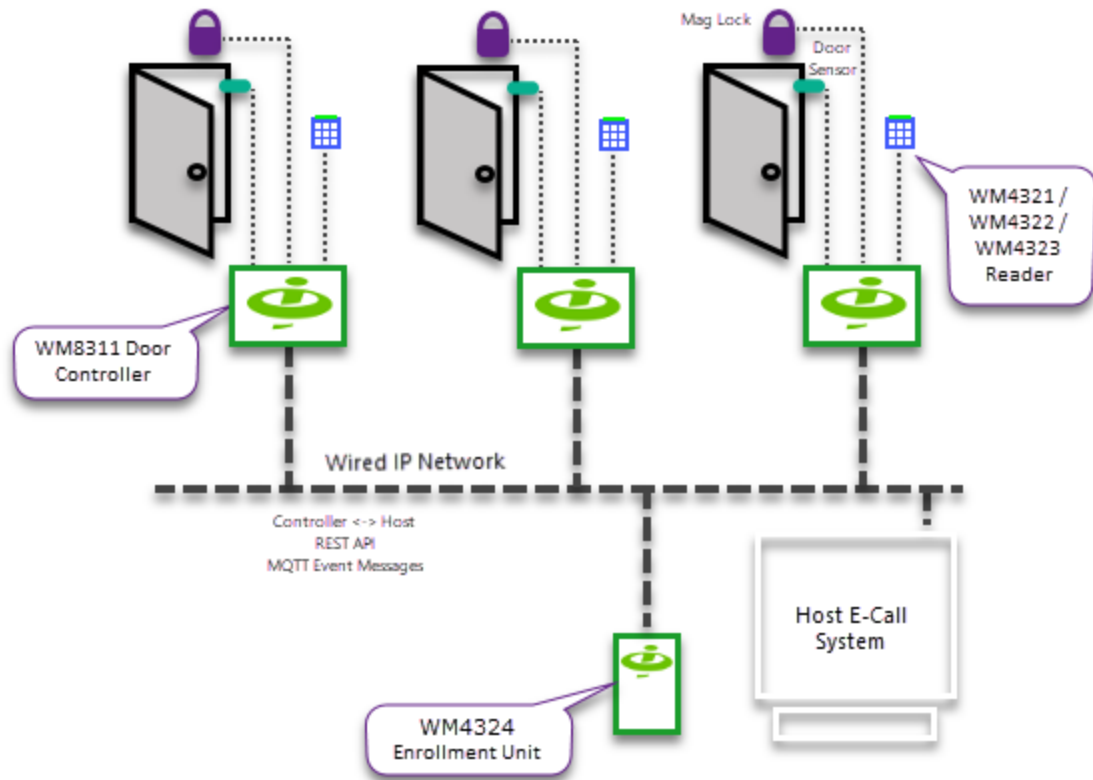 Mag Lock
Door
Sensor
WM4321 /
WM4322 /
WM4323
Reader
WM8311 Door
Controller
Wired IP Network
Controller <-> Host
REST API
MQTT Event Messages
Host E-Call
System
WM4324
Enrollment Unit